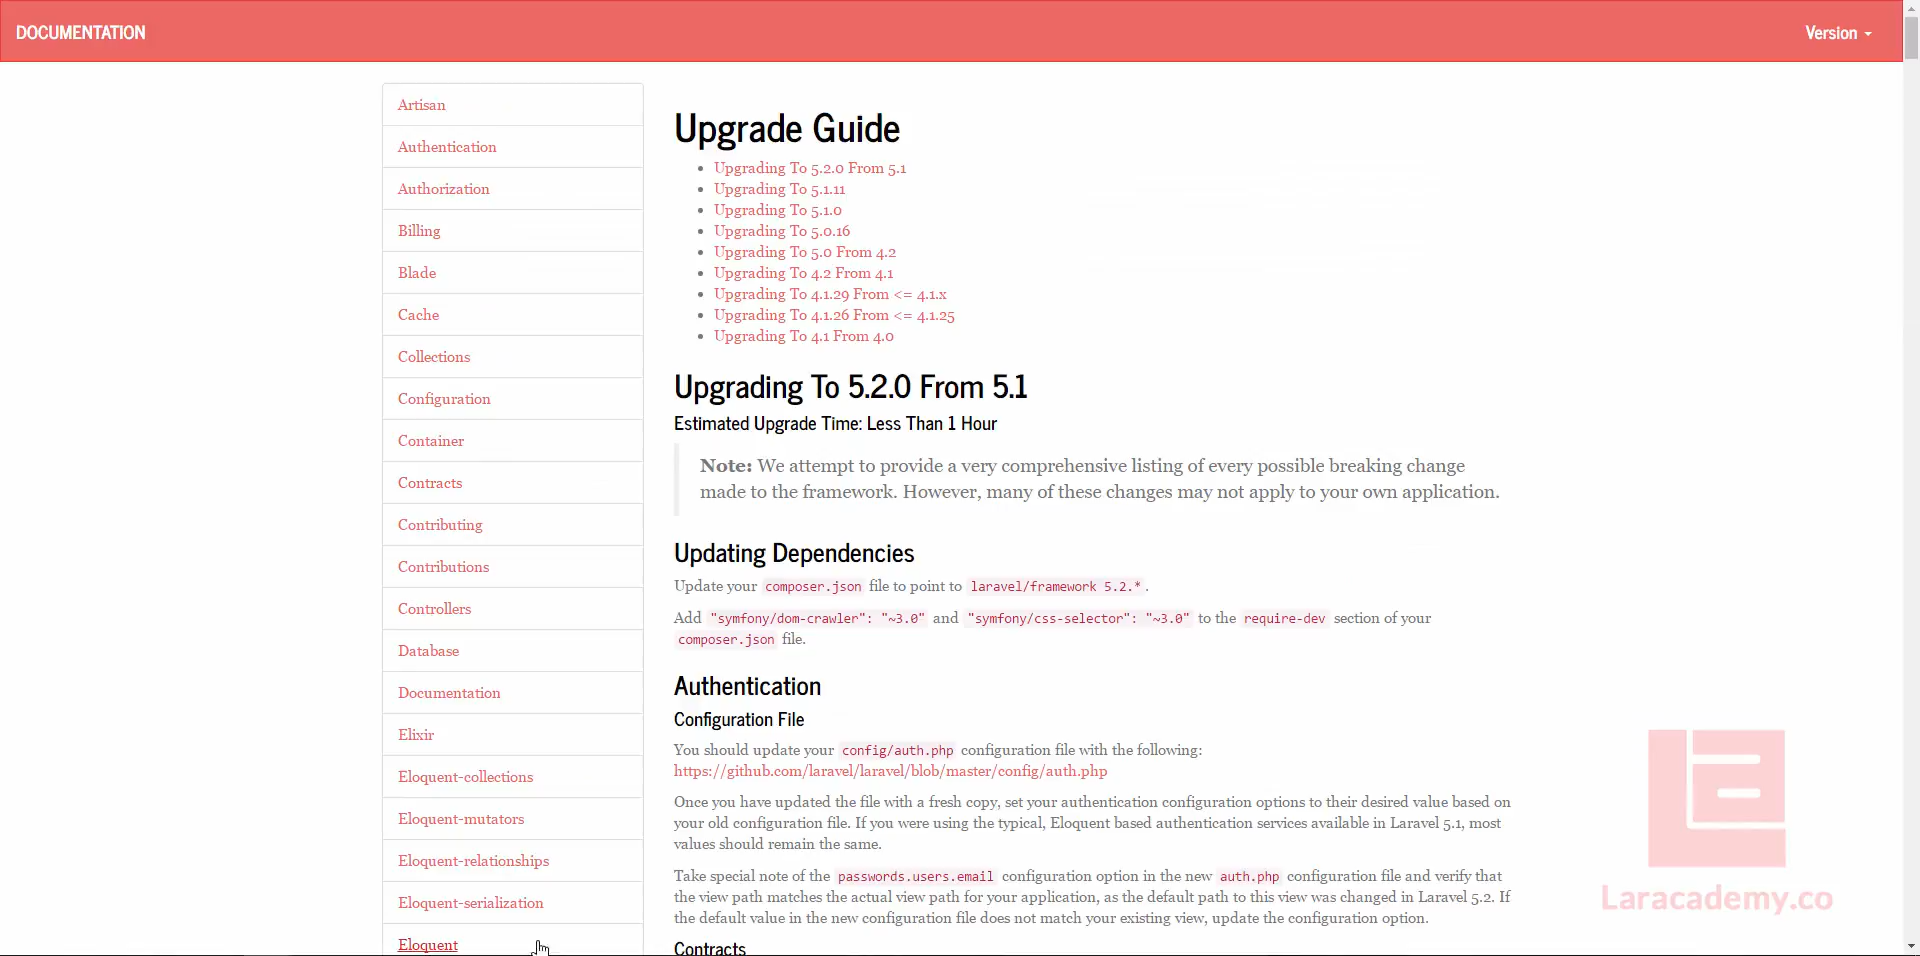 DOCUMENTATION
Version
Artisan
Authentication
Authorization
Billing
Blade
Cache
Collections
Configuration
Container
Contracts
Contributing
Contributions
Controllers
Database
Documentation
Elixir
Eloquent-collections
Eloquent-mutators
Eloquent-relationships
Eloquent-serialization
Eloquent
Upgrade Guide
Upgrading To 5.2.0 From 5.1
Upgrading To 5.1.11
Upgrading To 5.1.0
Upgrading To 5.0.16
Upgrading To 5.0 From 4.2
Upgrading To 4.2 From 4.1
Upgrading To 4.1.29 From <= 4.1.x
Upgrading To 4.1.26 From <= 4.1.25
Upgrading To 4.1 From 4.0
Upgrading To 5.2.0 From 5.1
Estimated Upgrade Time: Less Than 1 Hour
Note: We attempt to provide a very comprehensive listing of every possible breaking change
made to the framework. However, many of these changes may not apply to your own application.
Updating Dependencies
Update your composer.json file to point to laravel/framework 5.2.*.
Add "symfony/dom-crawler": "~3.0" and "symfony/css-selector": "~3.0" to the require-dev section of your
composer.json file.
Authentication
Configuration File
You should update your config/auth.php configuration file with the following:
https://github.com/laravel/laravel/blob/master/config/auth.php
Once you have updated the file with a fresh copy, set your authentication configuration options to their desired value based on
your old configuration file. If you were using the typical, Eloquent based authentication services available in Laravel 5.1, most
values should remain the same.
Take special note of the passwords.users.email configuration option in the new auth.php configuration file and verify that
the view path matches the actual view path for your application, as the default path to this view was changed in Laravel 5.2. If
the default value in the new configuration file does not match your existing view, update the configuration option.
Contracts
Laracademy.co